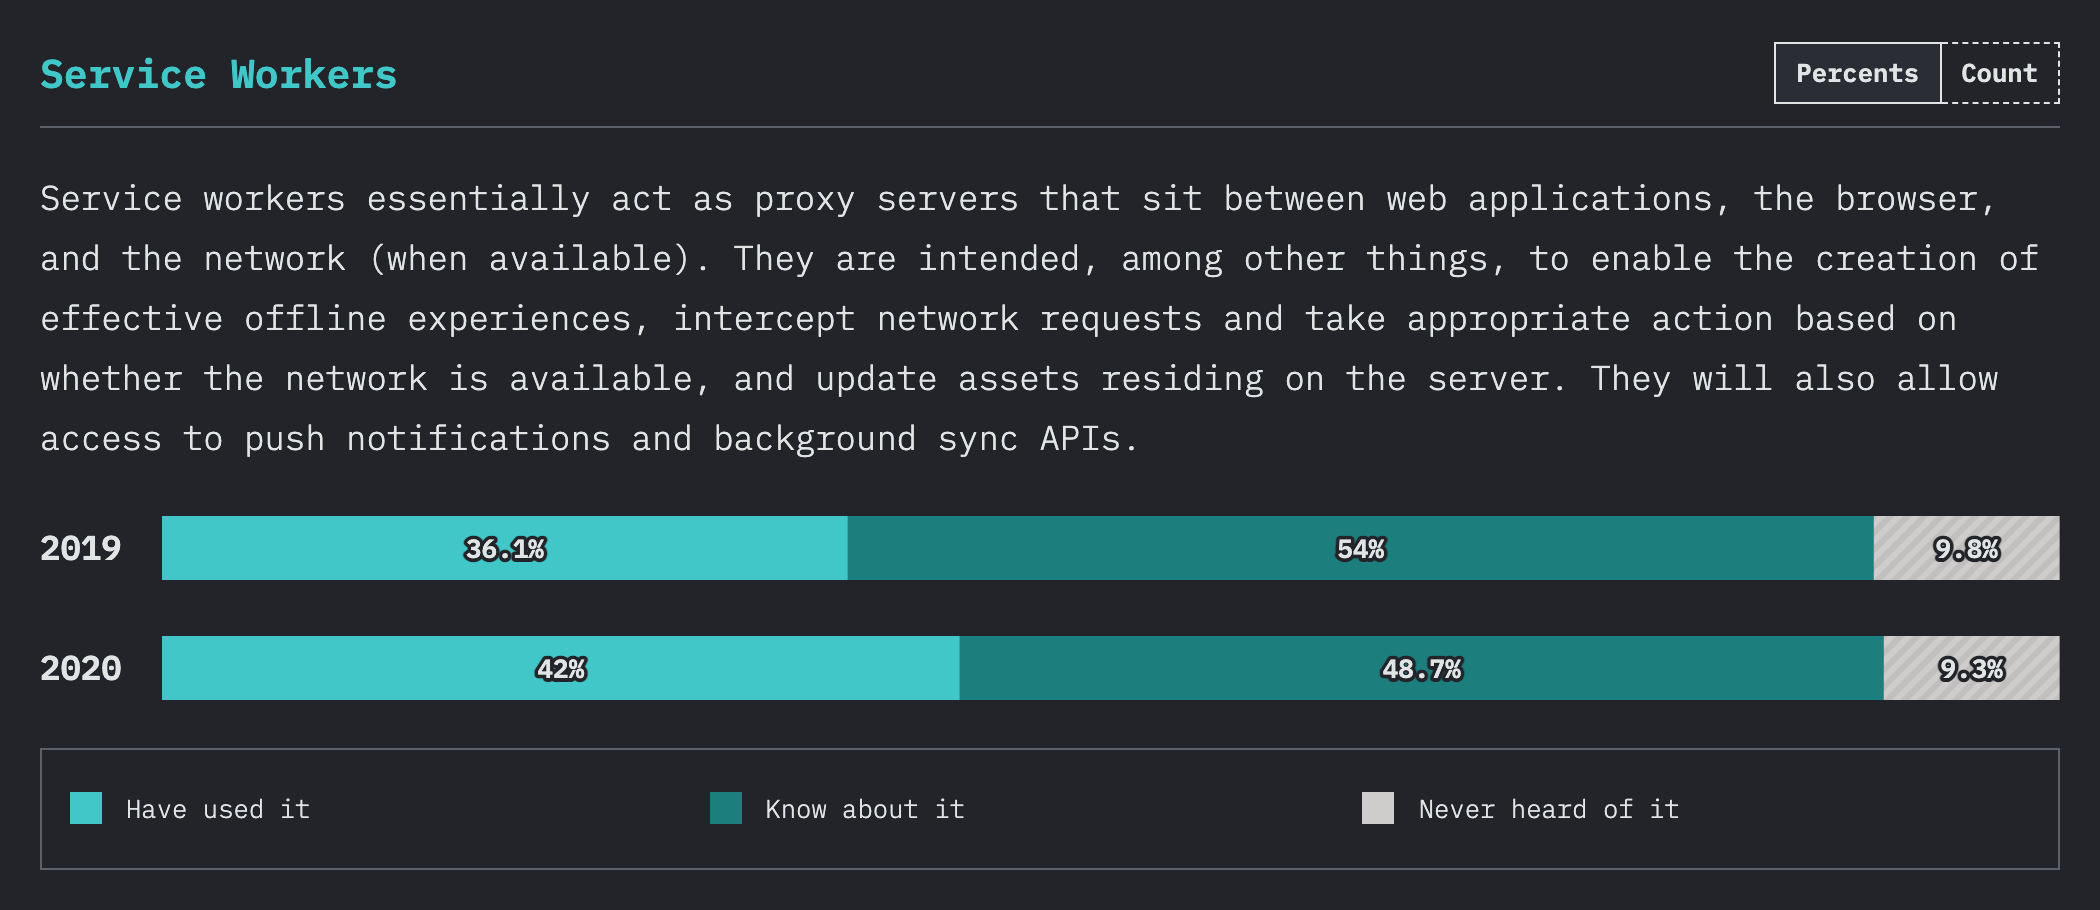 Service Workers
Percents
Count
Service workers essentially act as proxy servers that sit between web applications, the browser,
and the network (when available). They are intended, among other things, to enable the creation of
effective offline experiences, intercept network requests and take appropriate action based on
whether the network is available, and update assets residing on the server. They will also allow
access to push notifications and background sync APIs.
2019 36.1% 54% 9.8%
2020 42% 48.7% 9.3%
Have used it
Know about it
Never heard of it